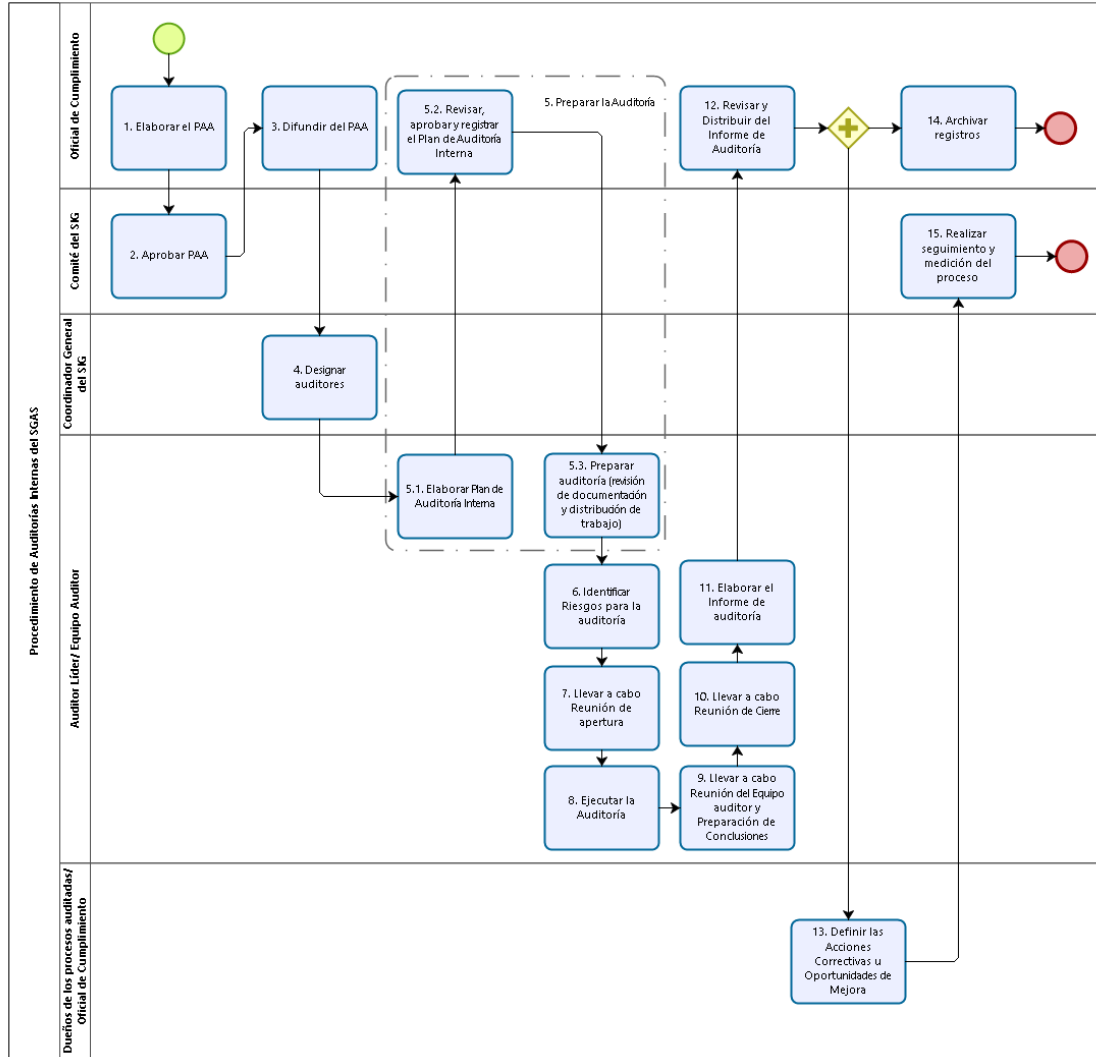 Procedimiento de Auditorías Internas del SGAS
Oficial de Cumplimiento
1. Elaborar el PAA
3. Difundir del PAA
5. Preparar la Auditoría
5.2. Revisar,
aprobar y registrar
el Plan de Auditoría
Interna
12. Revisar y
Distribuir del
Informe de
Auditoría
14. Archivar
registros
Comité del SIG
2. Aprobar PAA
15. Realizar
seguimiento y
medición del
proceso
Coordinador General
del SIG
4. Designar
auditores
Auditor Líder/ Equipo Auditor
5.1. Elaborar Plan de
Auditoría Interna
5.3. Preparar
auditoría (revisión
de documentación
y distribución de
trabajo)
6. Identificar
Riesgos para la
auditoría
11. Elaborar el
Informe de
auditoría
7. Llevar a cabo
Reunión de
apertura
10. Llevar a cabo
Reunión de Cierre
8. Ejecutar la
Auditoría
9. Llevar a cabo
Reunión del Equipo
auditor y
Preparación de
Conclusiones
Dueños de los procesos auditadas/
Oficial de Cumplimiento
13. Definir las
Acciones
Correctivas u
Oportunidades de
Mejora